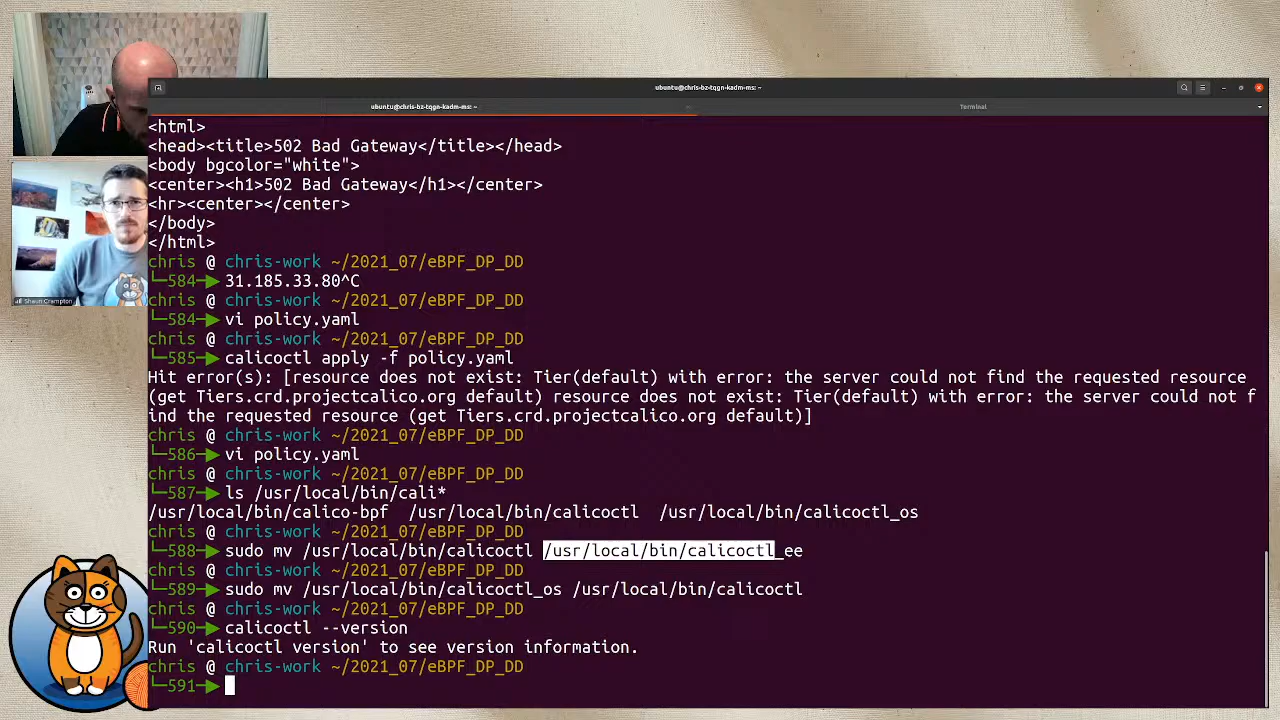 ubuntu@chris-bz-tqgn-kadm-ms: ~
ubuntu@chris-bz-tqgn-kadm-ms: ~
Terminal
<html>
<head><title>502 Bad Gateway</title></head>
<body bgcolor="white">
<center><h1>502 Bad Gateway</h1></center>
<hr><center></center>
</body>
</html>
chris @ chris-work ~/2021_07/eBPF_DP_DD
└─584─▶ 31.185.33.80^C
chris @ chris-work ~/2021_07/eBPF_DP_DD
└─584─▶ vi policy.yaml
chris @ chris-work ~/2021_07/eBPF_DP_DD
└─585─▶ calicoctl apply -f policy.yaml
Hit error(s): [resource does not exist: Tier(default) with error: the server could not find the requested resource
(get Tiers.crd.projectcalico.org default) resource does not exist: Tier(default) with error: the server could not f
ind the requested resource (get Tiers.crd.projectcalico.org default)]
chris @ chris-work ~/2021_07/eBPF_DP_DD
└─586─▶ vi policy.yaml
chris @ chris-work ~/2021_07/eBPF_DP_DD
└─587─▶ ls /usr/local/bin/cali*
/usr/local/bin/calico-bpf  /usr/local/bin/calicoctl  /usr/local/bin/calicoctl_os
chris @ chris-work ~/2021_07/eBPF_DP_DD
└─588─▶ sudo mv /usr/local/bin/calicoctl /usr/local/bin/calicoctl_ee
chris @ chris-work ~/2021_07/eBPF_DP_DD
└─589─▶ sudo mv /usr/local/bin/calicoctl_os /usr/local/bin/calicoctl
chris @ chris-work ~/2021_07/eBPF_DP_DD
└─590─▶ calicoctl --version
Run 'calicoctl version' to see version information.
chris @ chris-work ~/2021_07/eBPF_DP_DD
└─591─▶
Shaun Crampton